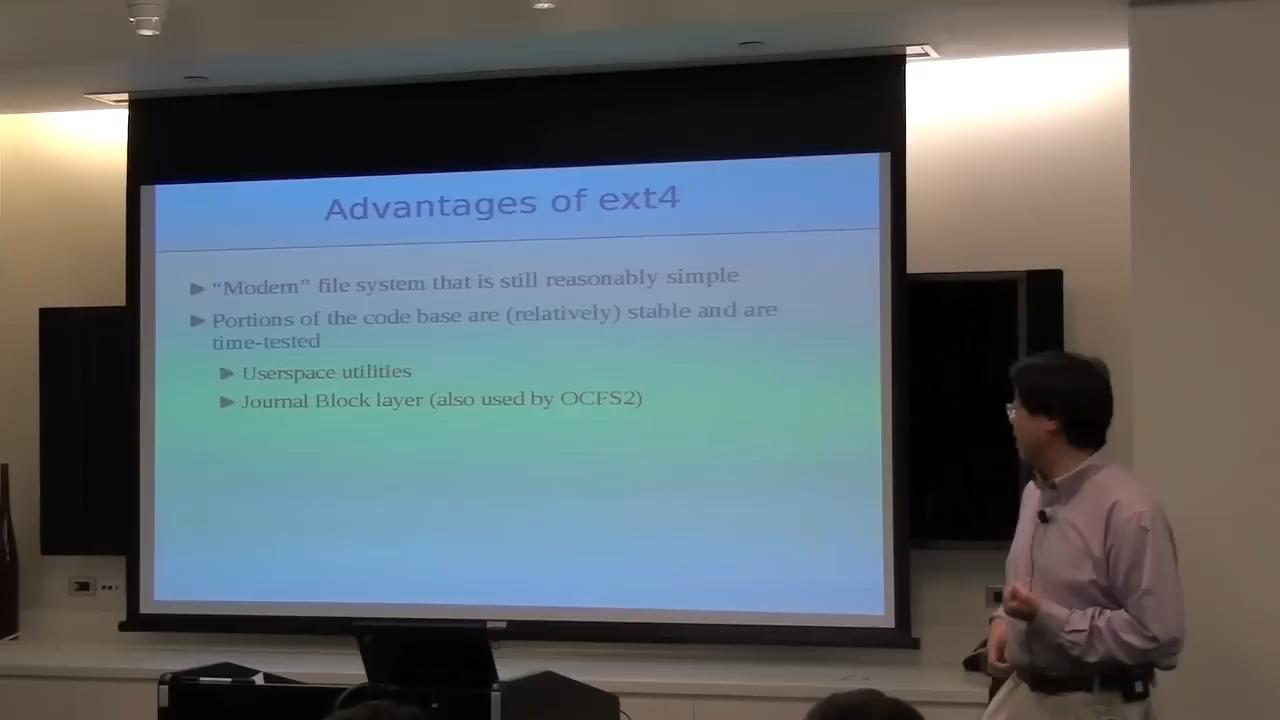 Advantages of ext4
“Modern” file system that is still reasonably simple
Portions of the code base are (relatively) stable and are
time-tested
Userspace utilities
Journal Block layer (also used by OCFS2)